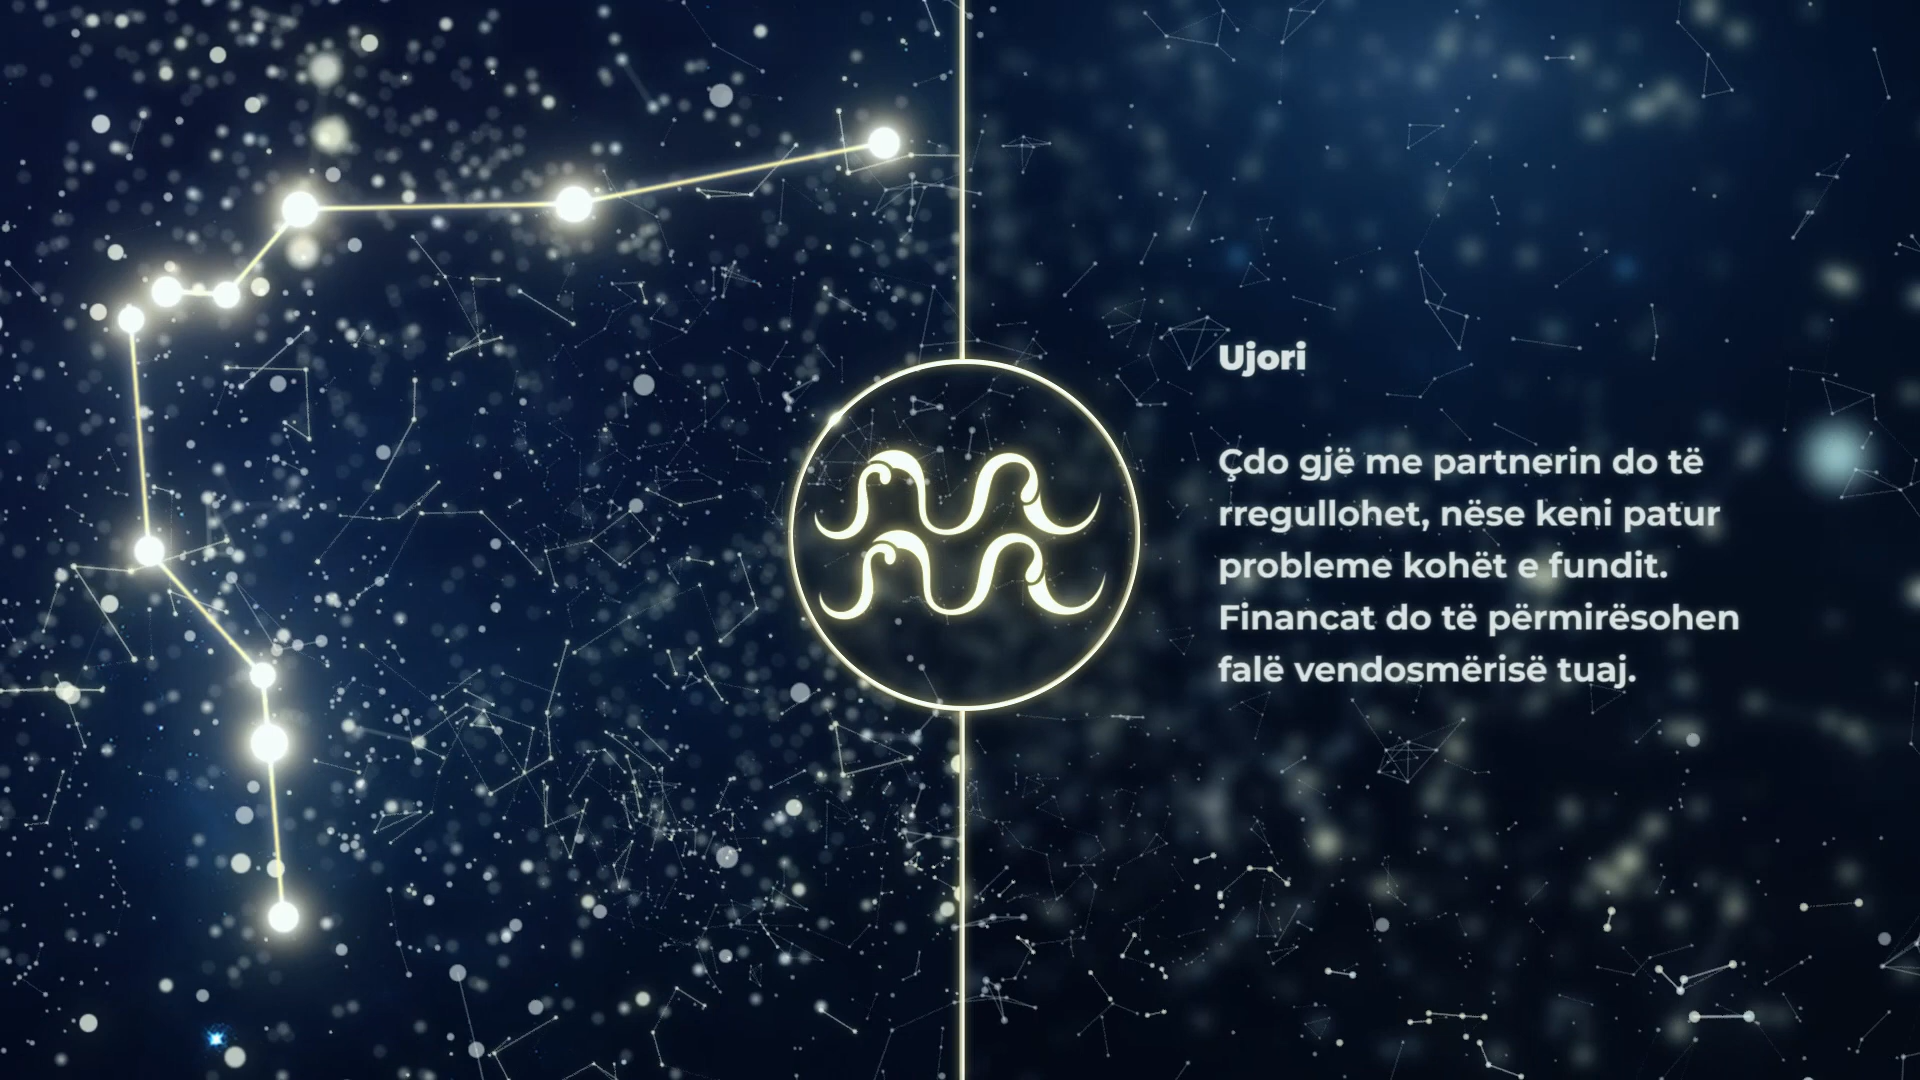 Ujori
Çdo gjë me partnerin do të
rregullohet, nëse keni patur
probleme kohët e fundit.
Financat do të përmirësohen
falë vendosmërisë tuaj.